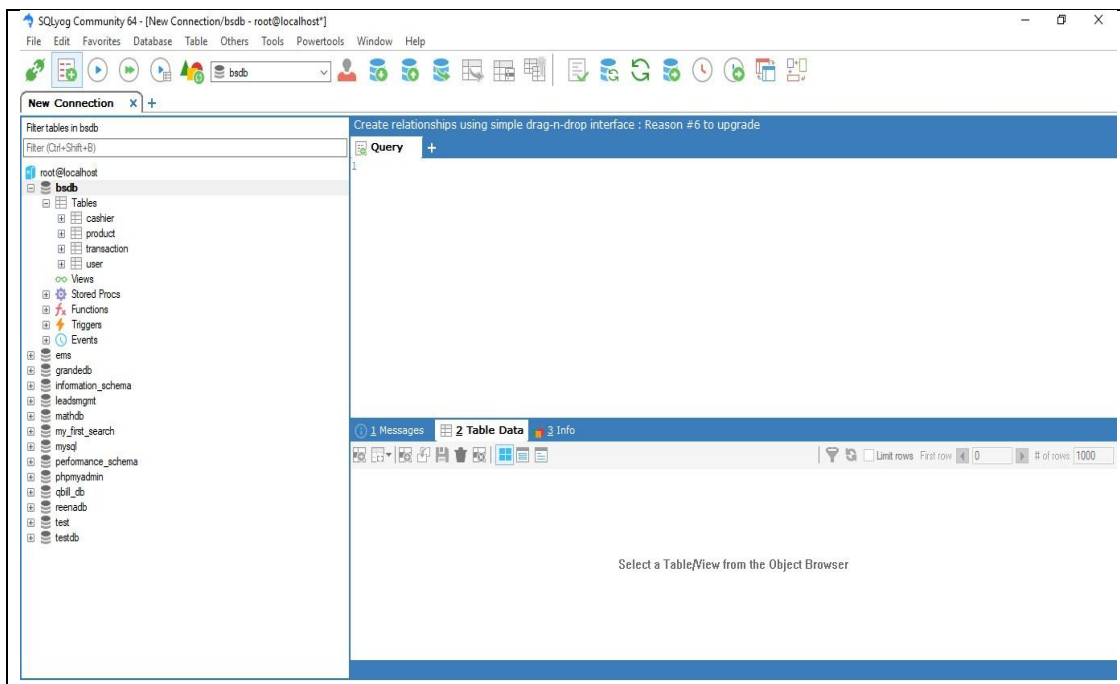 SQLyog Community 64 - [New Connection/bsdb - root@localhost*]
File Edit Favorites Database Table Others Tools Powertools Window Help
bsdb
New Connection x +
Filter tables in bsdb
Filter (Ctrl+Shift+B)
root@localhost
bsdb
Tables
cashier
product
transaction
user
Views
Stored Procs
Functions
Triggers
Events
ems
grandedb
information_schema
leadsmgmt
mathdb
my_first_search
mysql
performance_schema
phpmyadmin
qbill_db
reenadb
test
testdb
Create relationships using simple drag-n-drop interface : Reason #6 to upgrade
Query +
1
1 Messages 2 Table Data 3 Info
Limit rows First row 0 # of rows 1000
Select a Table/View from the Object Browser